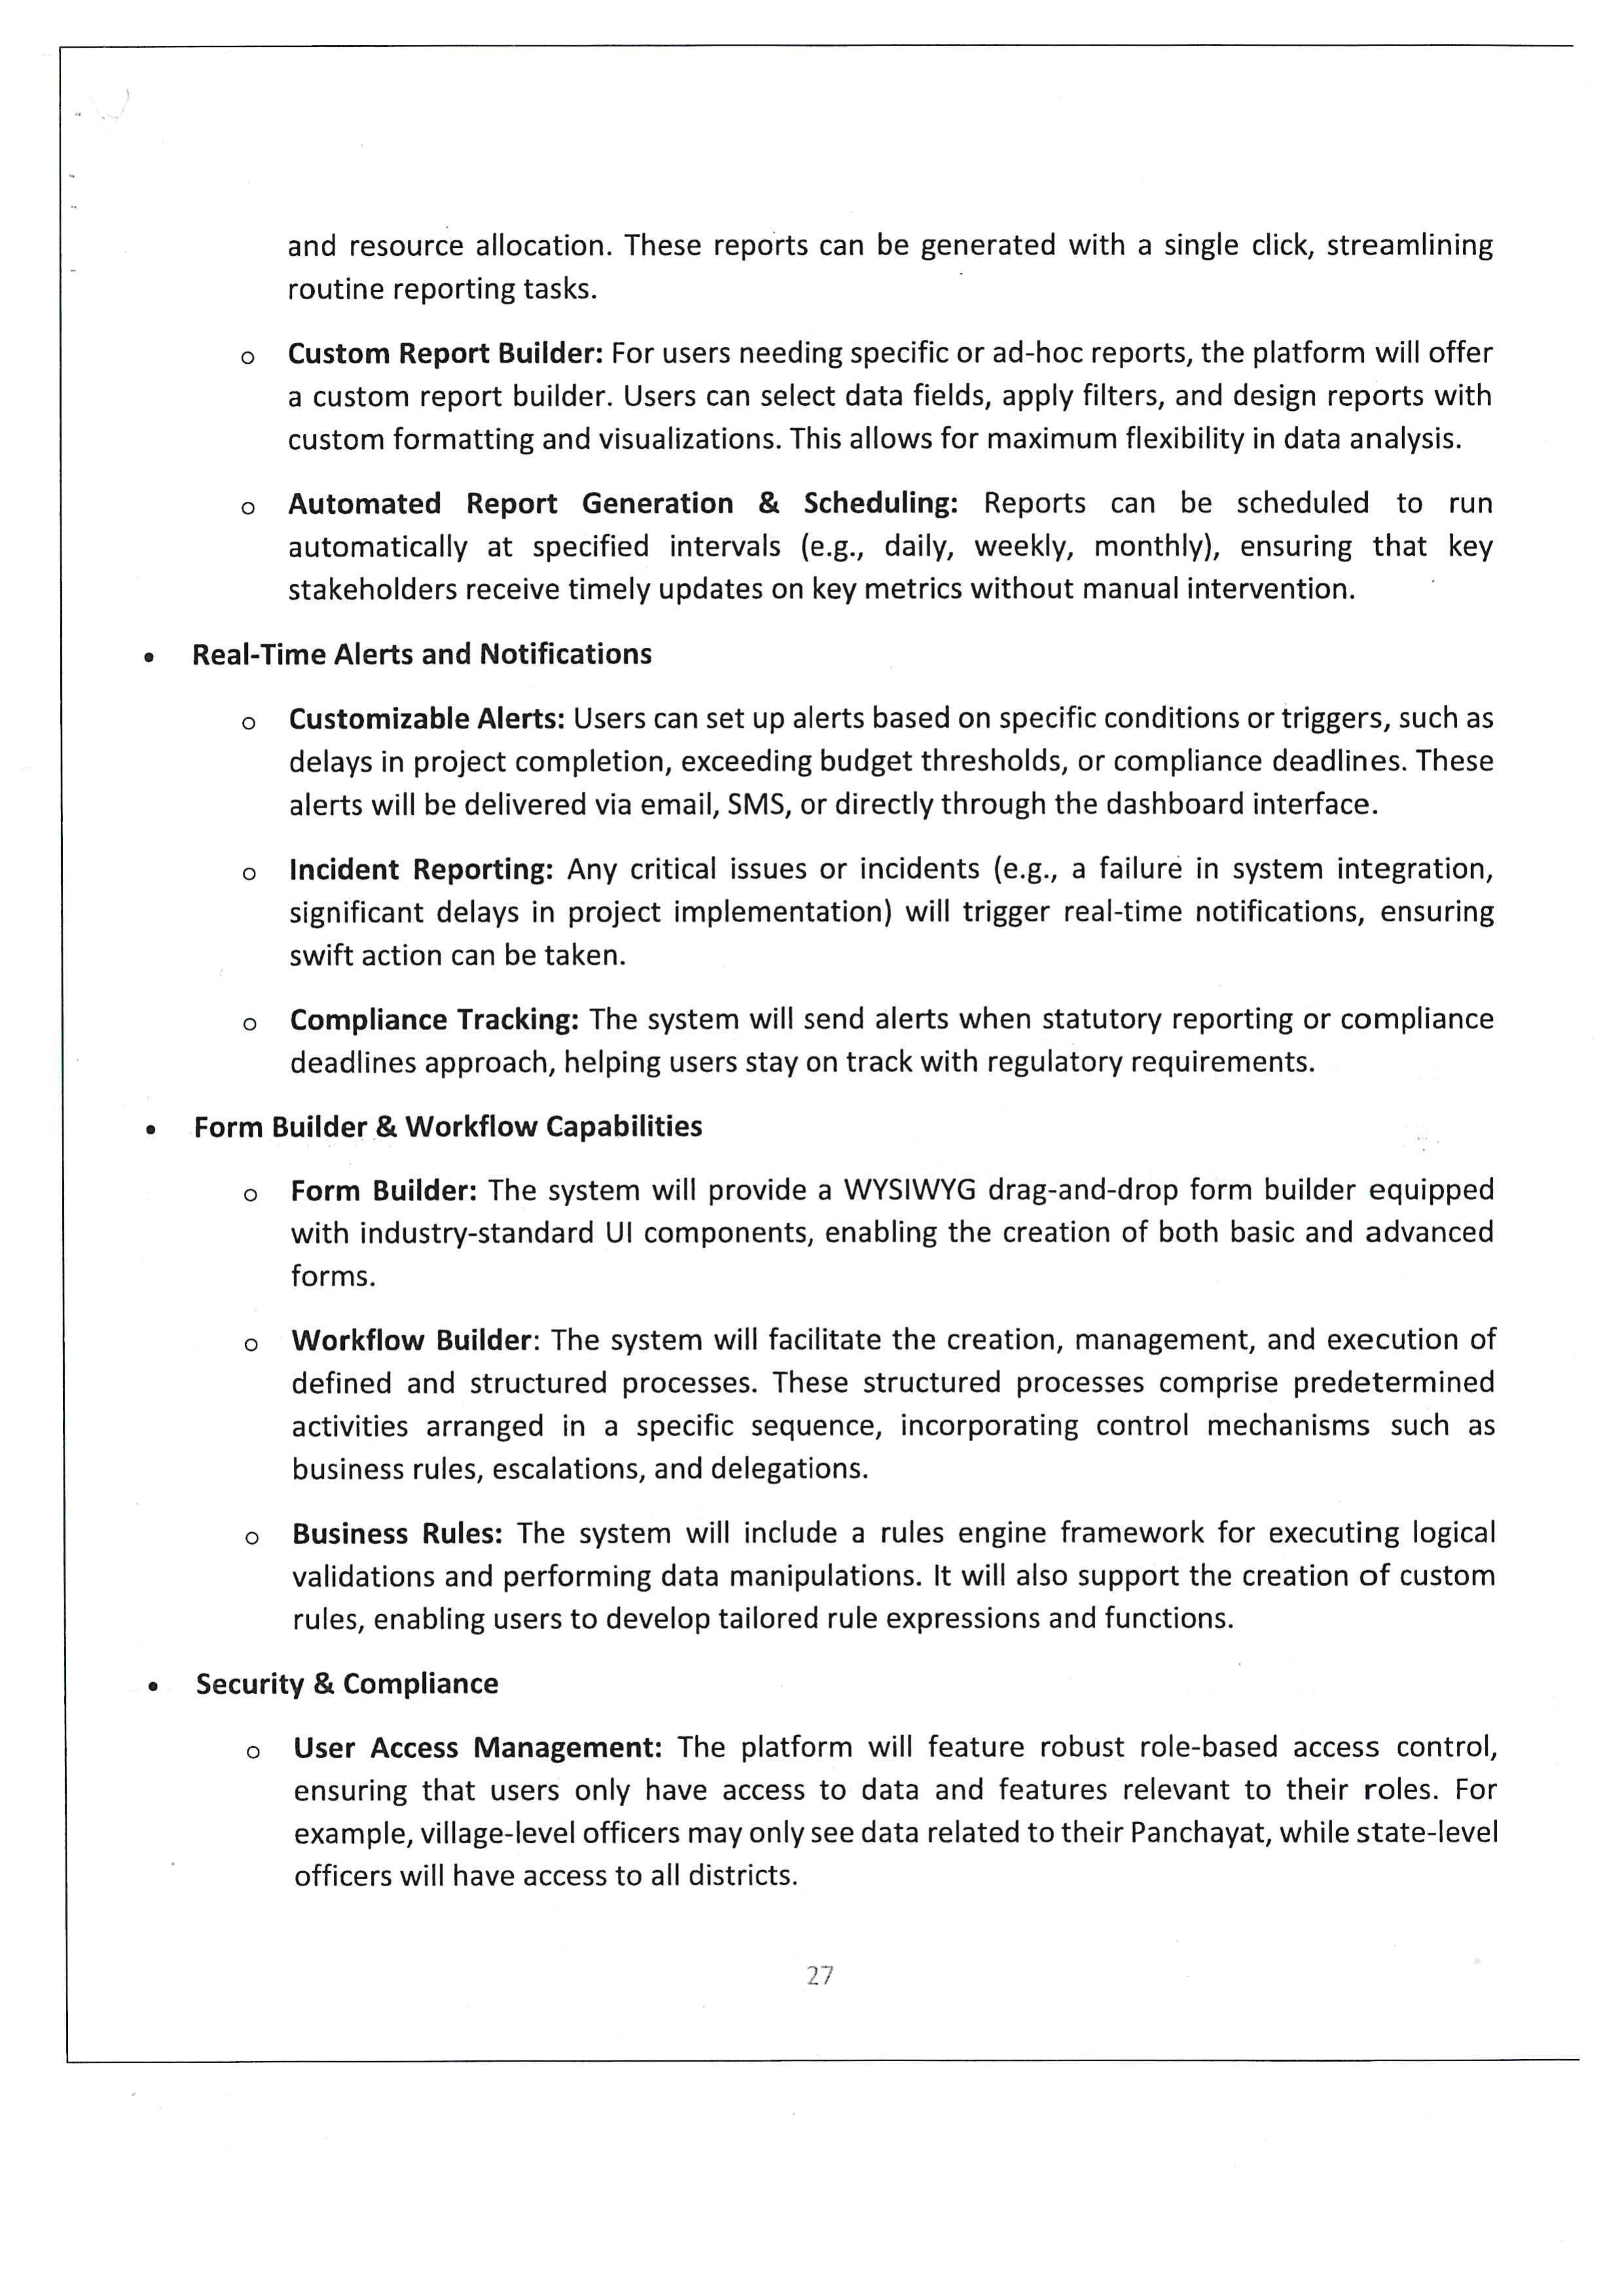 and resource allocation. These reports can be generated with a single click, streamlining
routine reporting tasks.
o Custom Report Builder: For users needing specific or ad-hoc reports, the platform will offer
a custom report builder. Users can select data fields, apply filters, and design reports with
custom formatting and visualizations. This allows for maximum flexibility in data analysis.
o Automated Report Generation & Scheduling: Reports can be scheduled to run
automatically at specified intervals (e.g., daily, weekly, monthly), ensuring that key
stakeholders receive timely updates on key metrics without manual intervention.
• Real-Time Alerts and Notifications
o Customizable Alerts: Users can set up alerts based on specific conditions or triggers, such as
delays in project completion, exceeding budget thresholds, or compliance deadlines. These
alerts will be delivered via email, SMS, or directly through the dashboard interface.
o Incident Reporting: Any critical issues or incidents (e.g., a failure in system integration,
significant delays in project implementation) will trigger real-time notifications, ensuring
swift action can be taken.
o Compliance Tracking: The system will send alerts when statutory reporting or compliance
deadlines approach, helping users stay on track with regulatory requirements.
• Form Builder & Workflow Capabilities
o Form Builder: The system will provide a WYSIWYG drag-and-drop form builder equipped
with industry-standard UI components, enabling the creation of both basic and advanced
forms.
o Workflow Builder: The system will facilitate the creation, management, and execution of
defined and structured processes. These structured processes comprise predetermined
activities arranged in a specific sequence, incorporating control mechanisms such as
business rules, escalations, and delegations.
o Business Rules: The system will include a rules engine framework for executing logical
validations and performing data manipulations. It will also support the creation of custom
rules, enabling users to develop tailored rule expressions and functions.
• Security & Compliance
o User Access Management: The platform will feature robust role-based access control,
ensuring that users only have access to data and features relevant to their roles. For
example, village-level officers may only see data related to their Panchayat, while state-level
officers will have access to all districts.
27